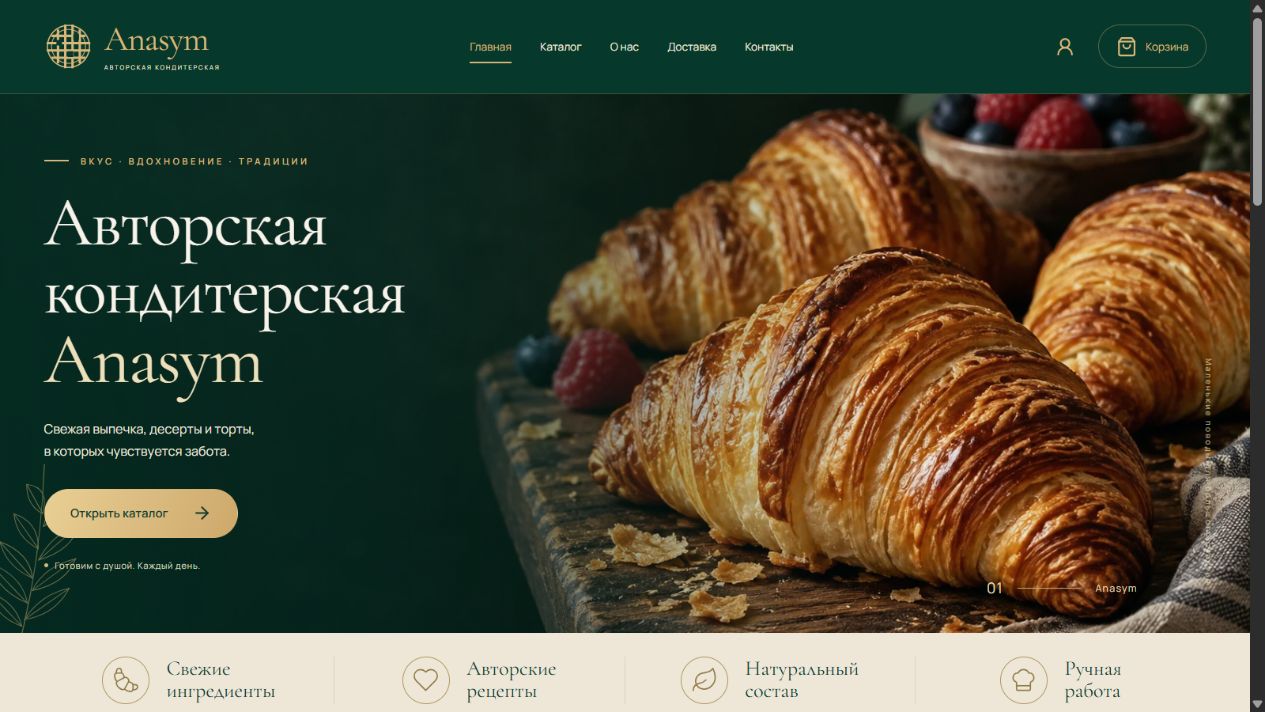 Anasym
АВТОРСКАЯ КОНДИТЕРСКАЯ
Главная
Каталог
О нас
Доставка
Контакты
Корзина
ВКУС · ВДОХНОВЕНИЕ · ТРАДИЦИИ
Авторская
кондитерская
Anasym
Свежая выпечка, десерты и торты,
в которых чувствуется забота.
Открыть каталог
Готовим с душой. Каждый день.
Маленькие
01
Anasym
Свежие
ингредиенты
Авторские
рецепты
Натуральный
состав
Ручная
работа